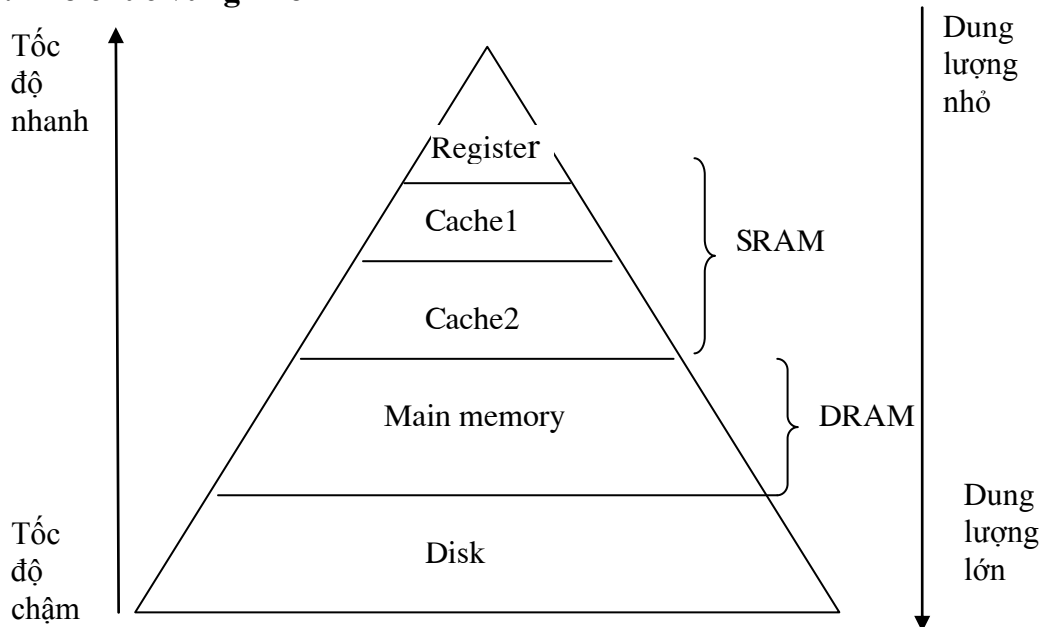 Tốc
độ
nhanh
Dung
lượng
nhỏ
Register
Cache1
SRAM
Cache2
Main memory
DRAM
Disk
Tốc
độ
chậm
Dung
lượng
lớn